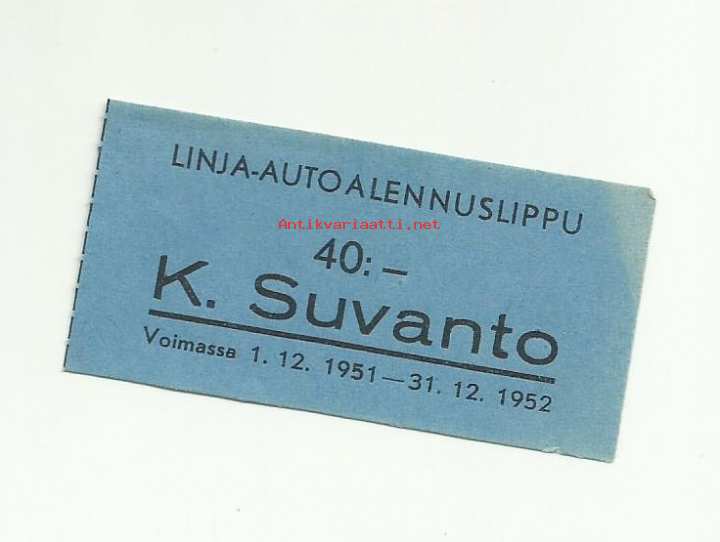 LINJA-AUTOALENNUSLIPPU
Antikvariaatti.net
40:—
K. Suvanto
Voimassa 1. 12. 1951—31. 12. 1952